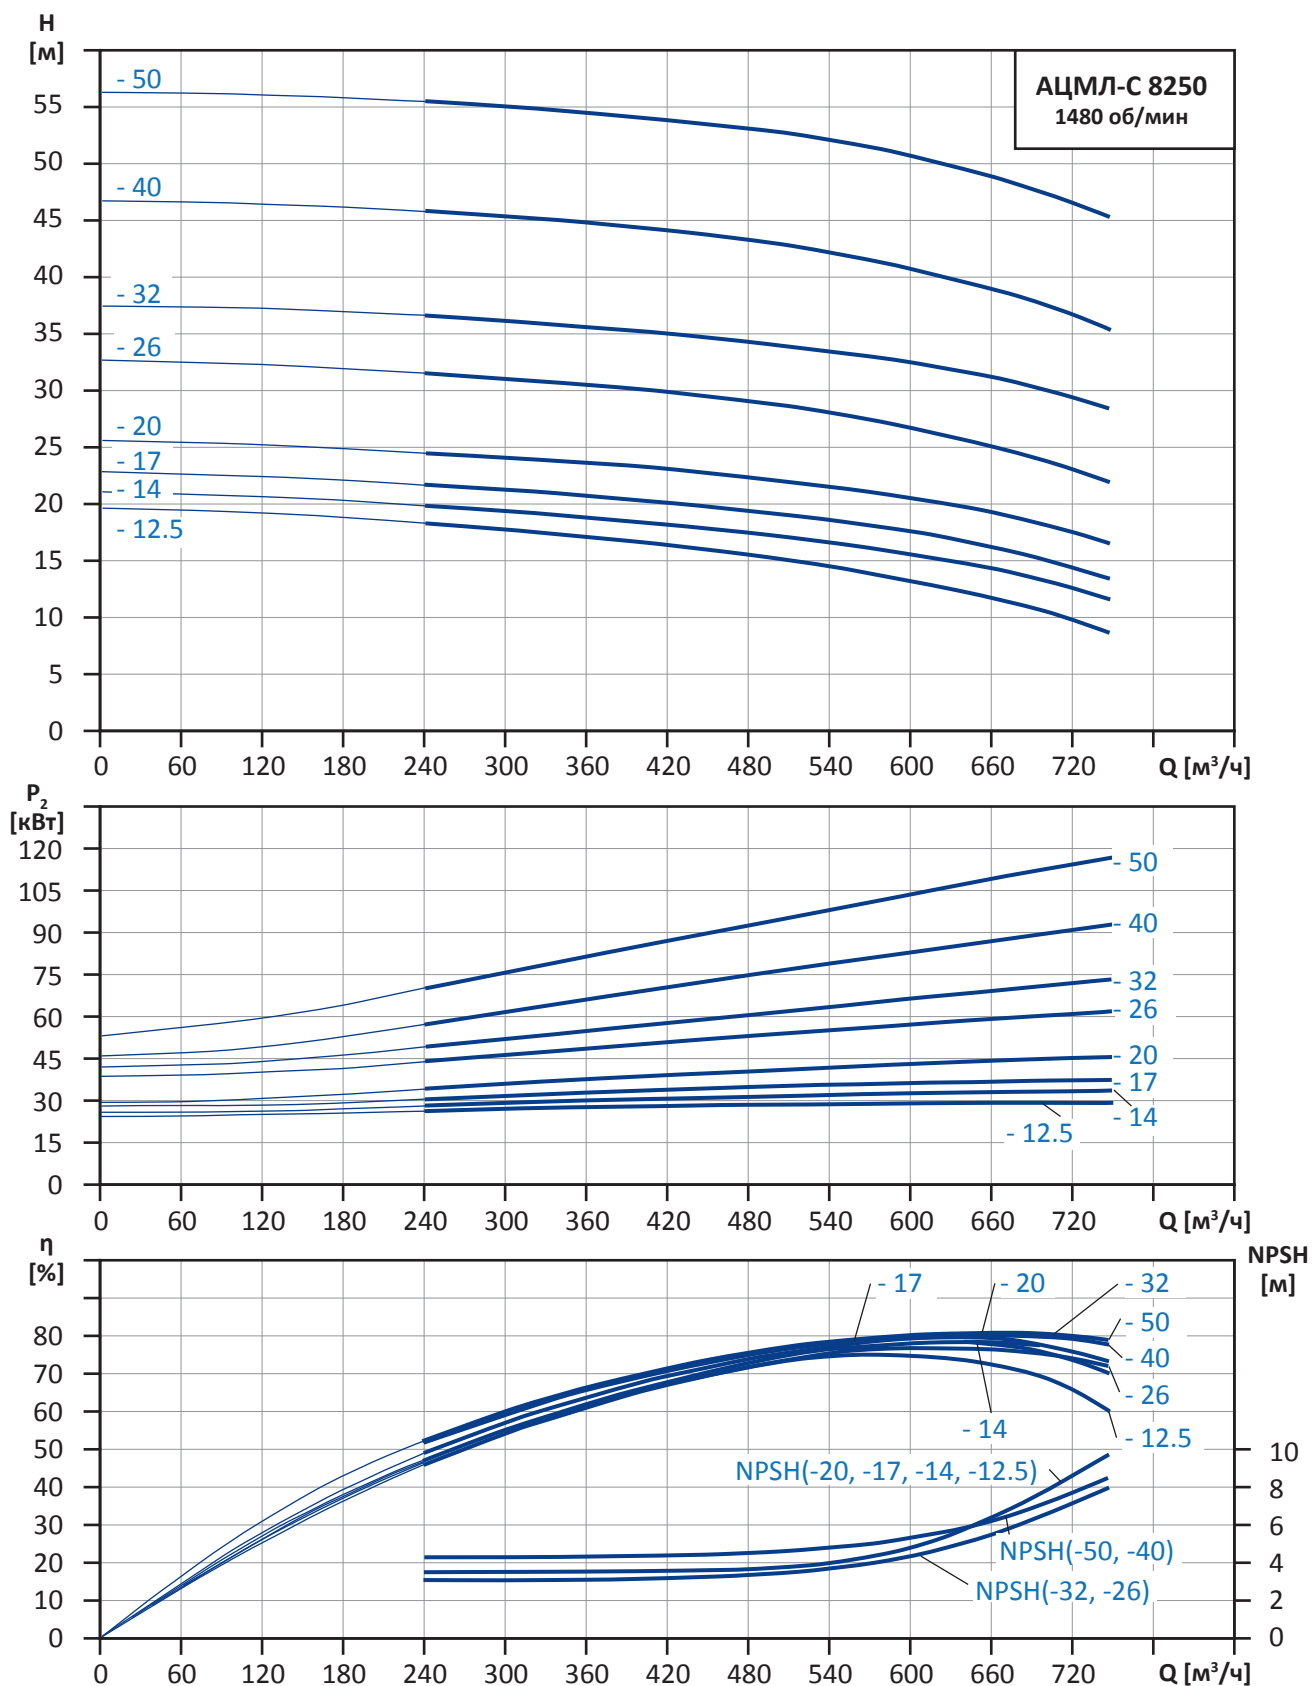 H
[м]
АЦМЛ-С 8250
1480 об/мин
- 50
55
50
- 40
45
40
- 32
35
- 26
30
- 20
25
- 17
- 14
20
- 12.5
15
10
5
0
0 60 120 180 240 300 360 420 480 540 600 660 720 Q [м³/ч]
P₂
[кВт]
120
- 50
105
- 40
90
75
- 32
- 26
60
- 20
45
- 17
30
- 14
- 12.5
15
0
0 60 120 180 240 300 360 420 480 540 600 660 720 Q [м³/ч]
η
[%]
NPSH
[м]
- 17 - 20 - 32
- 50
80
- 40
70
- 26
60
- 14 - 12.5
50 10
NPSH(-20, -17, -14, -12.5)
40 8
30 6
NPSH(-50, -40)
20 4
NPSH(-32, -26)
10 2
0 0
0 60 120 180 240 300 360 420 480 540 600 660 720 Q [м³/ч]